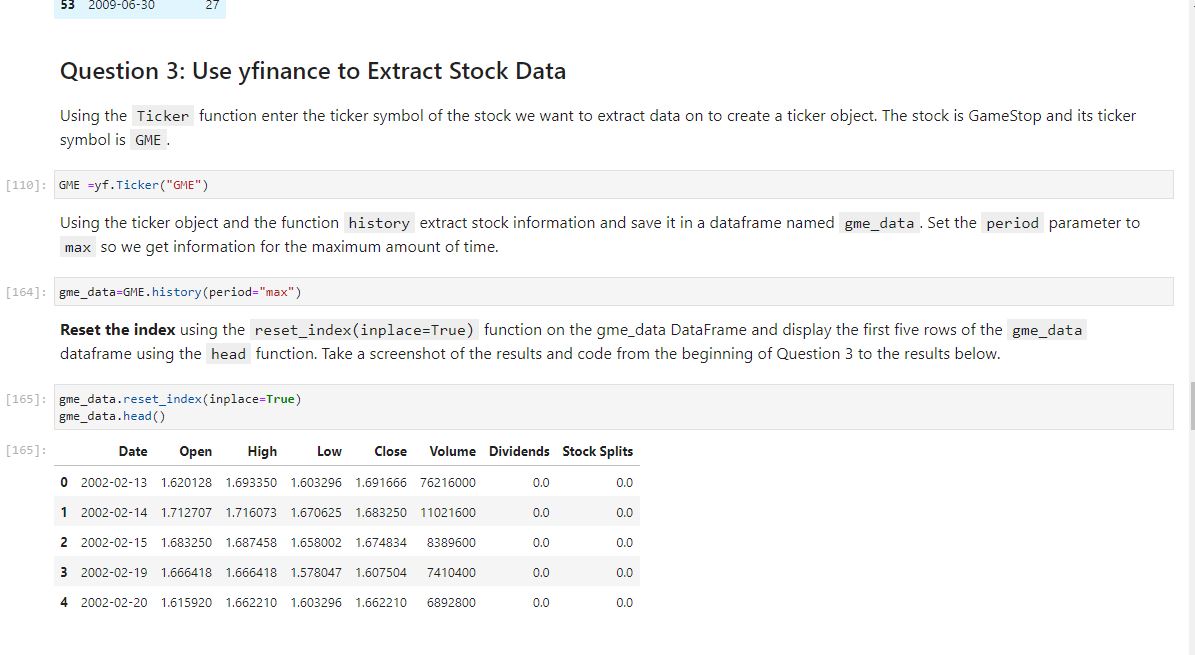 53 2009-06-30 27
Question 3: Use yfinance to Extract Stock Data
Using the Ticker function enter the ticker symbol of the stock we want to extract data on to create a ticker object. The stock is GameStop and its ticker
symbol is GME .
[110]: GME =yf.Ticker("GME")
Using the ticker object and the function history extract stock information and save it in a dataframe named gme_data . Set the period parameter to
max so we get information for the maximum amount of time.
[164]: gme_data=GME.history(period="max")
Reset the index using the reset_index(inplace=True) function on the gme_data DataFrame and display the first five rows of the gme_data
dataframe using the head function. Take a screenshot of the results and code from the beginning of Question 3 to the results below.
[165]: gme_data.reset_index(inplace=True)
gme_data.head()
[165]: Date Open High Low Close Volume Dividends Stock Splits
0 2002-02-13 1.620128 1.693350 1.603296 1.691666 76216000 0.0 0.0
1 2002-02-14 1.712707 1.716073 1.670625 1.683250 11021600 0.0 0.0
2 2002-02-15 1.683250 1.687458 1.658002 1.674834 8389600 0.0 0.0
3 2002-02-19 1.666418 1.666418 1.578047 1.607504 7410400 0.0 0.0
4 2002-02-20 1.615920 1.662210 1.603296 1.662210 6892800 0.0 0.0